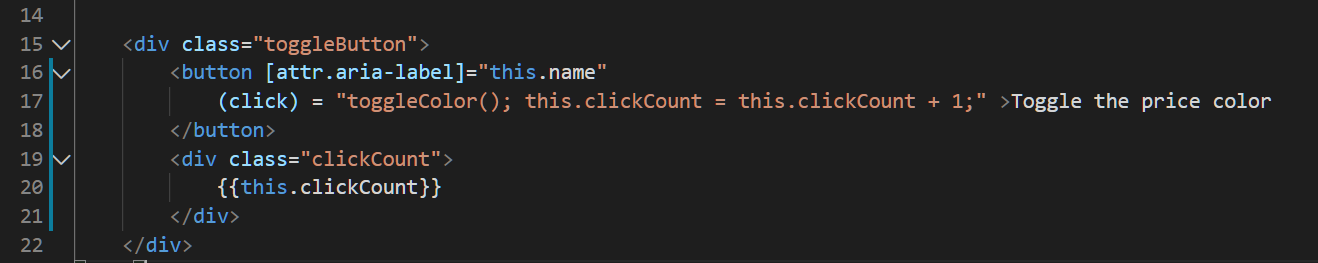 14
15 <div class="toggleButton">
16 <button [attr.aria-label]="this.name"
17 (click) = "toggleColor(); this.clickCount = this.clickCount + 1;" >Toggle the price color
18 </button>
19 <div class="clickCount">
20 {{this.clickCount}}
21 </div>
22 </div>